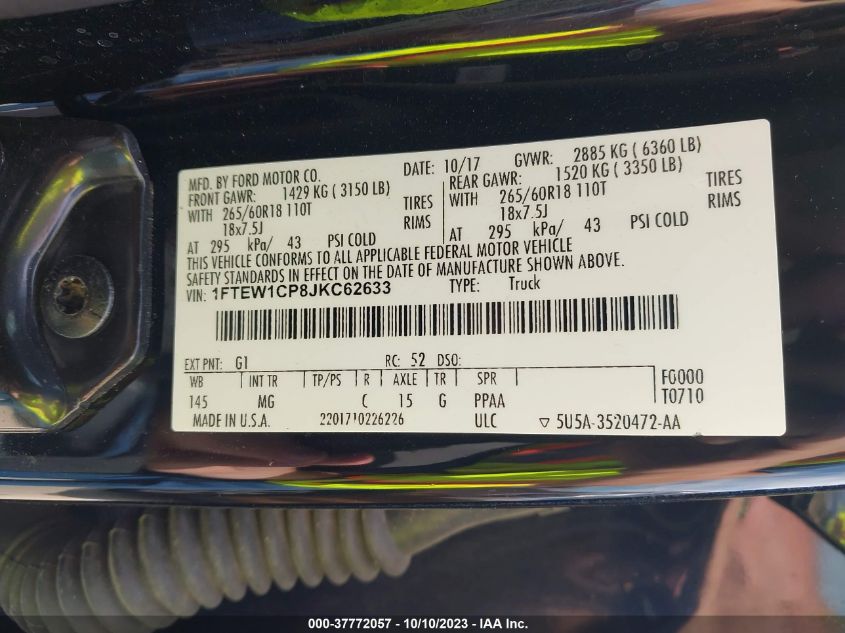 MFD. BY FORD MOTOR CO. DATE: 10/17 GVWR: 2885 KG ( 6360 LB)
FRONT GAWR: 1429 KG ( 3150 LB) REAR GAWR: 1520 KG ( 3350 LB)
WITH 265/60R18 110T TIRES WITH 265/60R18 110T TIRES
18x7.5J RIMS 18x7.5J RIMS
AT 295 kPa/ 43 PSI COLD AT 295 kPa/ 43 PSI COLD
THIS VEHICLE CONFORMS TO ALL APPLICABLE FEDERAL MOTOR VEHICLE
SAFETY STANDARDS IN EFFECT ON THE DATE OF MANUFACTURE SHOWN ABOVE.
VIN: 1FTEW1CP8JKC62633 TYPE: Truck
EXT PNT: G1 RC: 52 DSO:
WB INT TR TP/PS R AXLE TR SPR F0000
145 MG C 15 G PPAA T0710
MADE IN U.S.A. 2201710226226 ULC ▽ 5U5A-3520472-AA
000-37772057 - 10/10/2023 - IAA Inc.